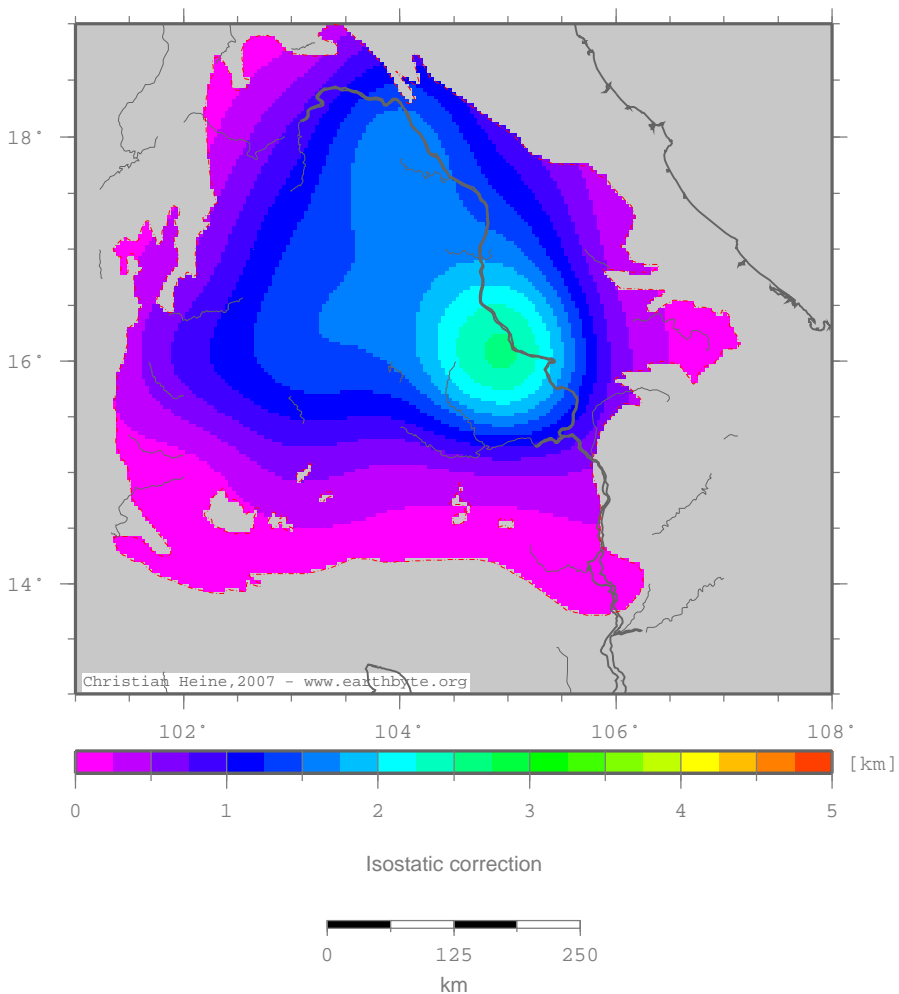 18°
16°
14°
Christian Heine,2007 - www.earthbyte.org
102° 104° 106° 108°
[km]
0 1 2 3 4 5
Isostatic correction
0 125 250
km